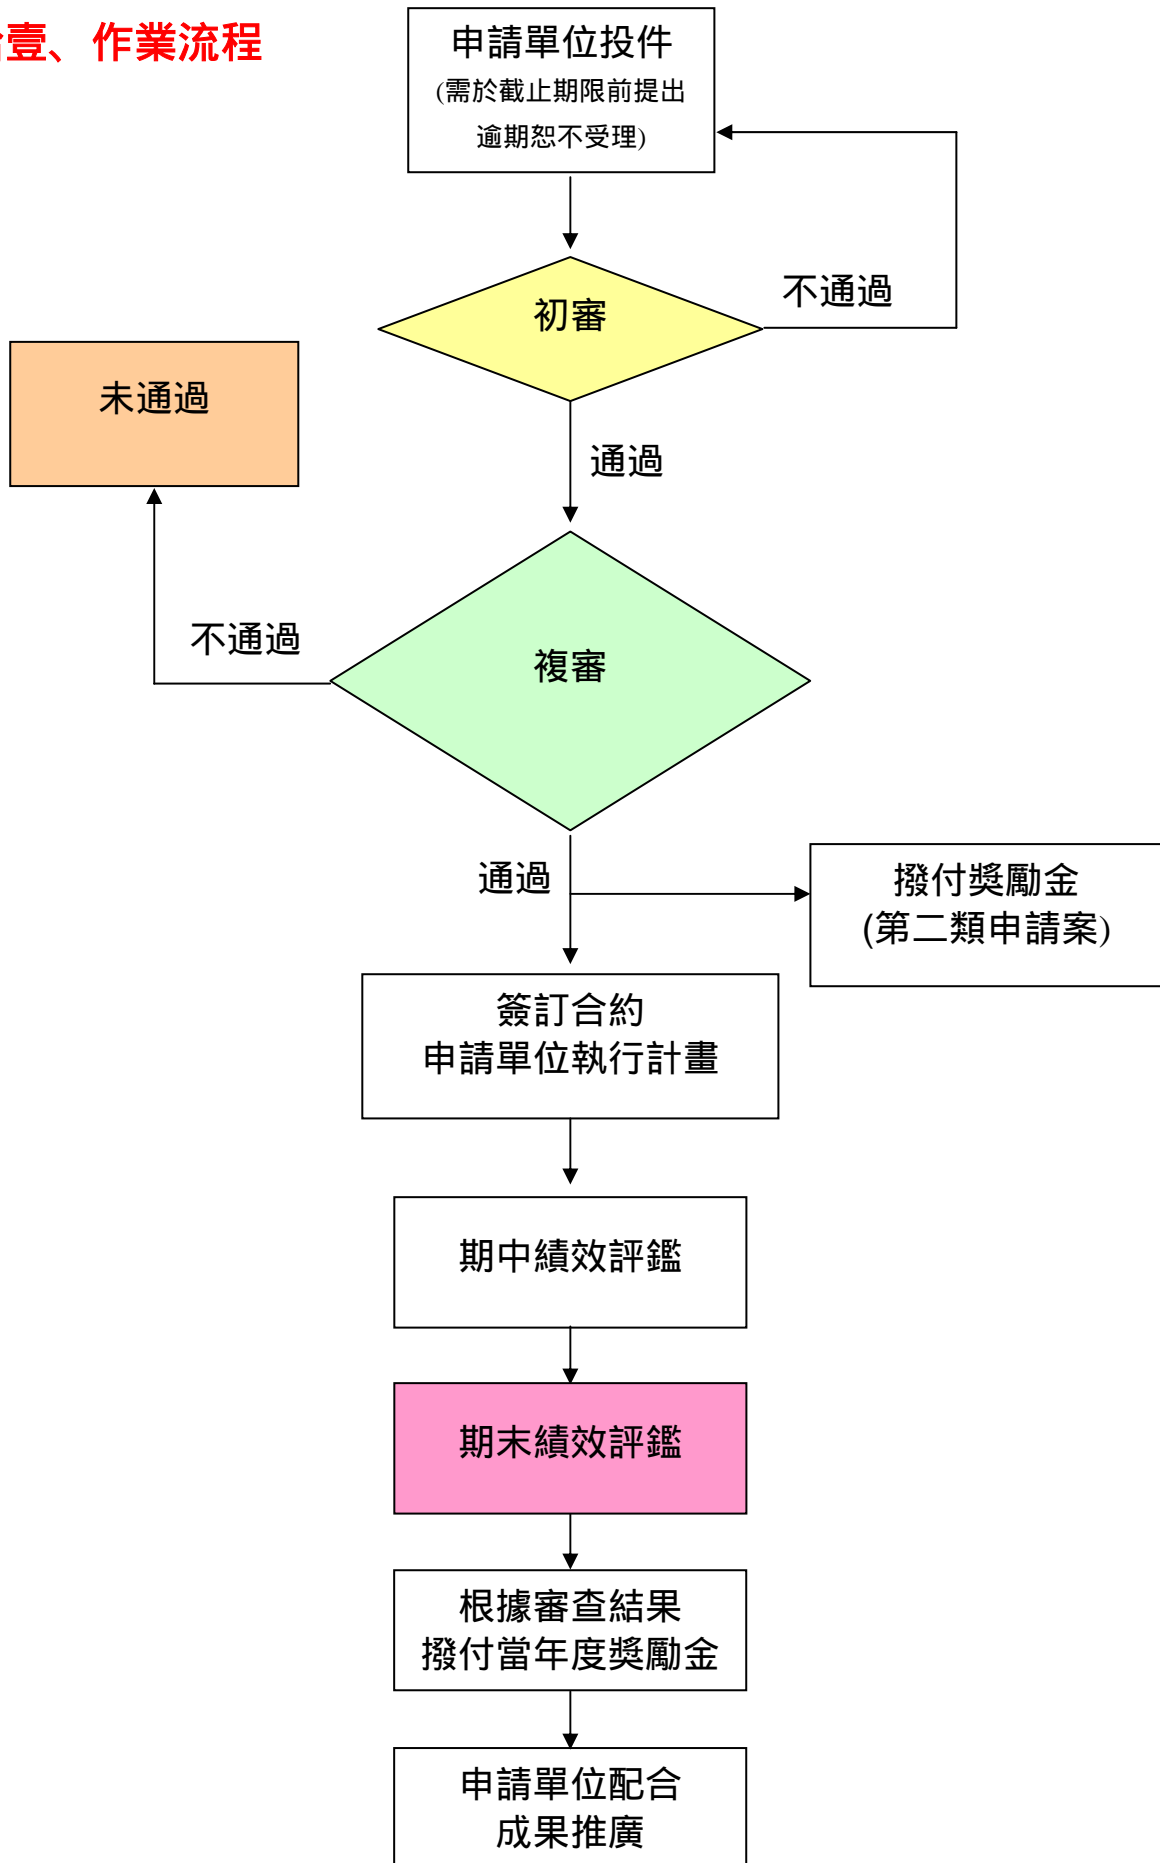 壹、作業流程
申請單位投件
(需於截止期限前提出
逾期恕不受理)
不通過
初審
未通過
通過
不通過
複審
通過
撥付獎勵金
(第二類申請案)
簽訂合約
申請單位執行計畫
期中績效評鑑
期末績效評鑑
根據審查結果
撥付當年度獎勵金
申請單位配合
成果推廣